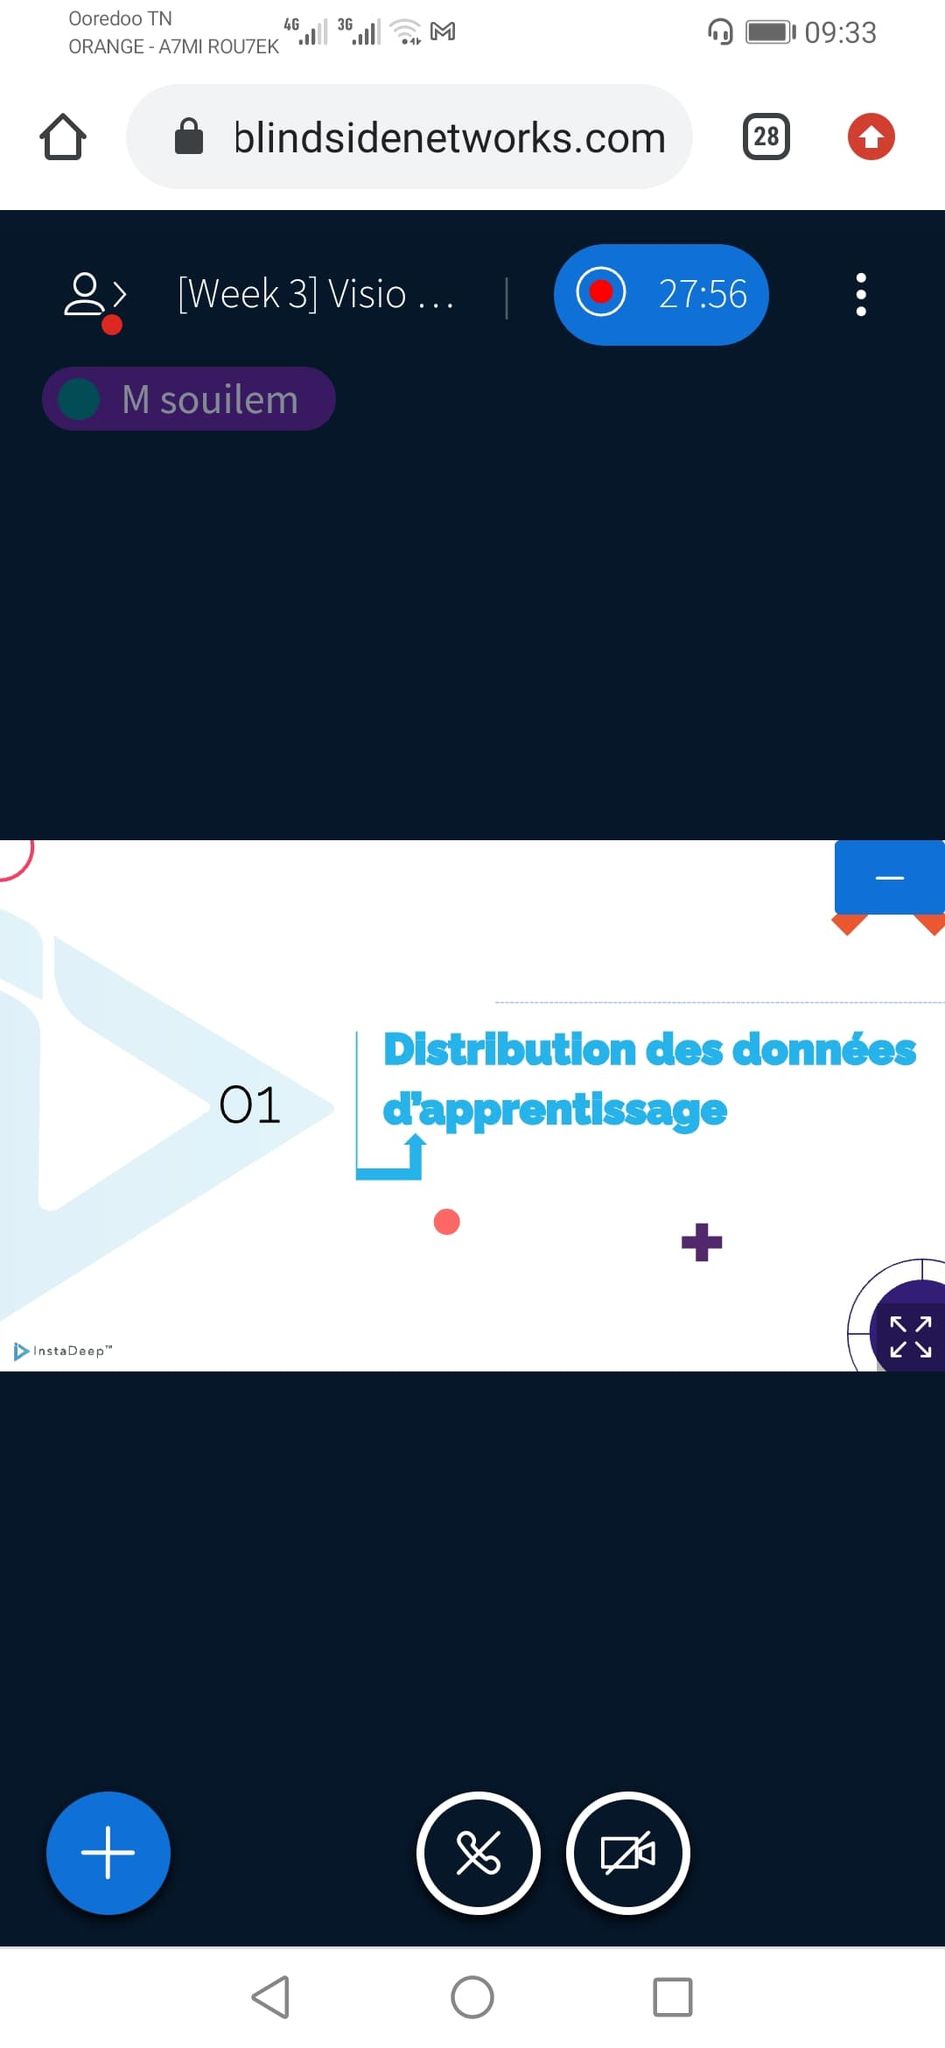 Ooredoo TN
ORANGE - A7MI ROU7EK
4G
3G
09:33
blindsidenetworks.com
28
[Week 3] Visio ...
27:56
M souilem
01
Distribution des données
d'apprentissage
InstaDeep™